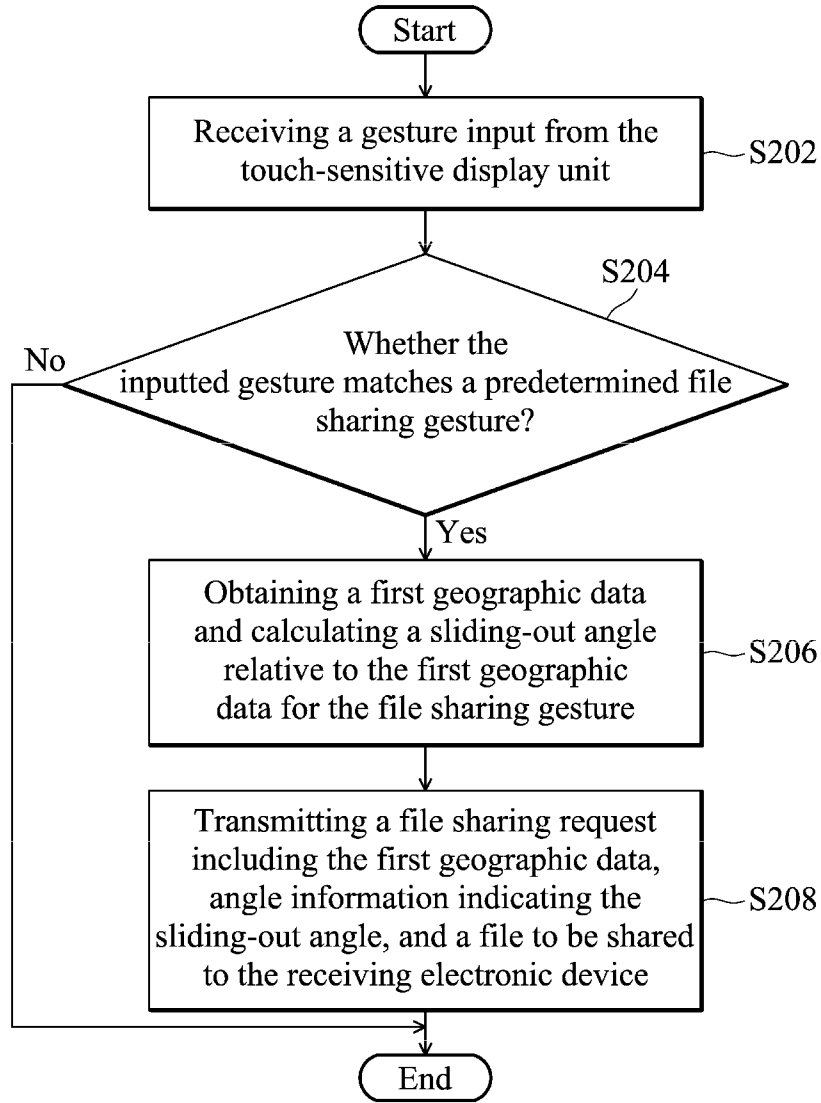 Start
Receiving a gesture input from the
touch-sensitive display unit
S202
S204
Whether the
inputted gesture matches a predetermined file
sharing gesture?
No
Yes
Obtaining a first geographic data
and calculating a sliding-out angle
relative to the first geographic
data for the file sharing gesture
S206
Transmitting a file sharing request
including the first geographic data,
angle information indicating the
sliding-out angle, and a file to be shared
to the receiving electronic device
S208
End